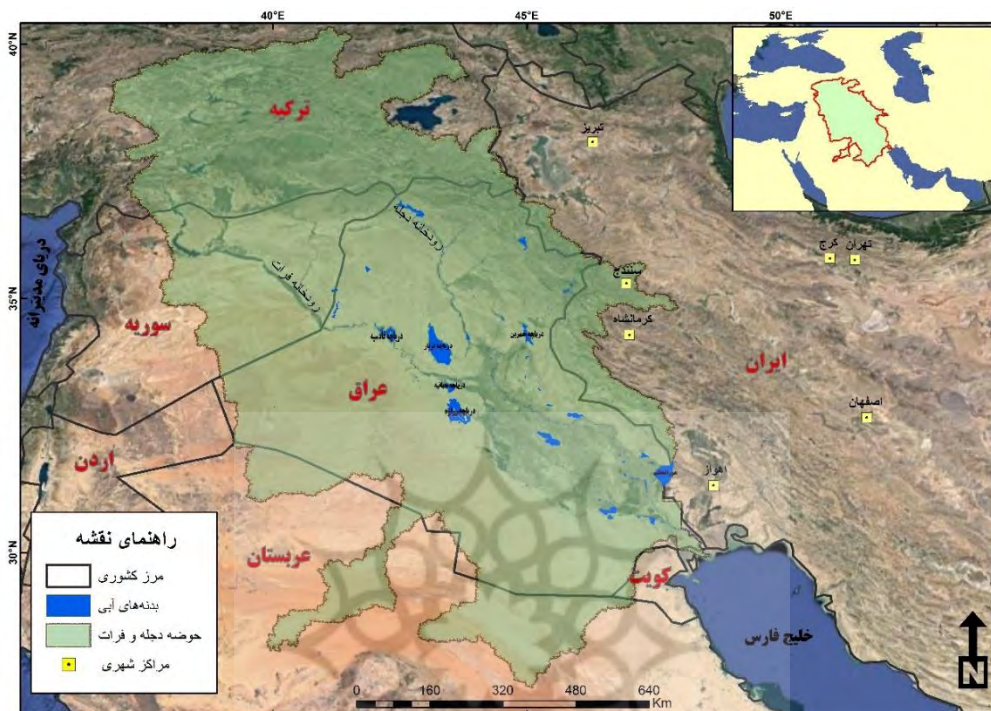 40°E
45°E
50°E
40°N
35°N
30°N
ترکیه
تبریز
رودخانه دجله
رودخانه فرات
دریای مدیترانه
سوریه
سنندج
کرمانشاه
کرج
تهران
ایران
عراق
اصفهان
اهواز
اردن
عربستان
کویت
خلیج فارس
راهنمای نقشه
مرز کشوری
بدنه‌های آبی
حوضه دجله و فرات
مراکز شهری
0 80 160 320 480 640
Km
N